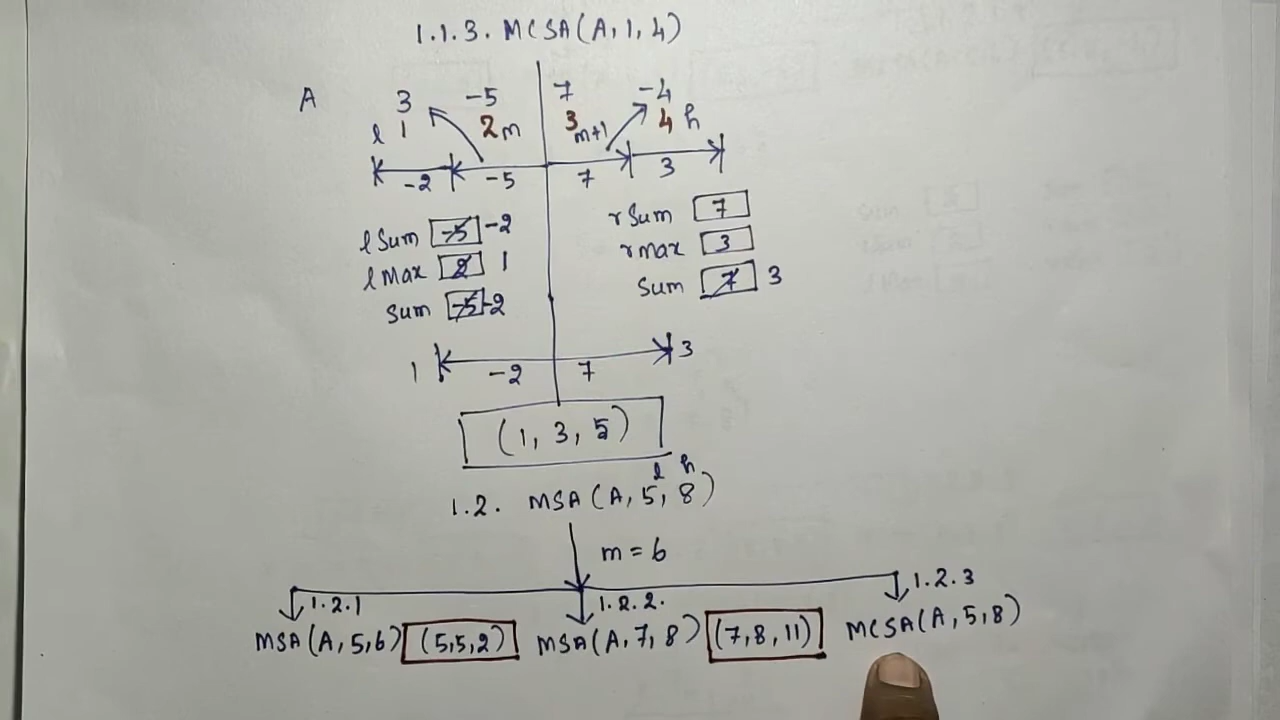 1.1.3. MCSA(A,1,4)
A 3 -5 7 -4
l 1 2 m 3 m+1 4 h
-2 -5 7 3
lSum -5 -2
lMax 2 1
Sum -5 -2
rSum 7
rmax 3
Sum 7 3
1 -2 7 3
(1, 3, 5)
l h
1.2. MSA(A, 5, 8)
m = 6
1.2.1 1.2.2. 1.2.3
MSA(A,5,6) (5,5,2) MSA(A,7,8) (7,8,11) MCSA(A,5,8)